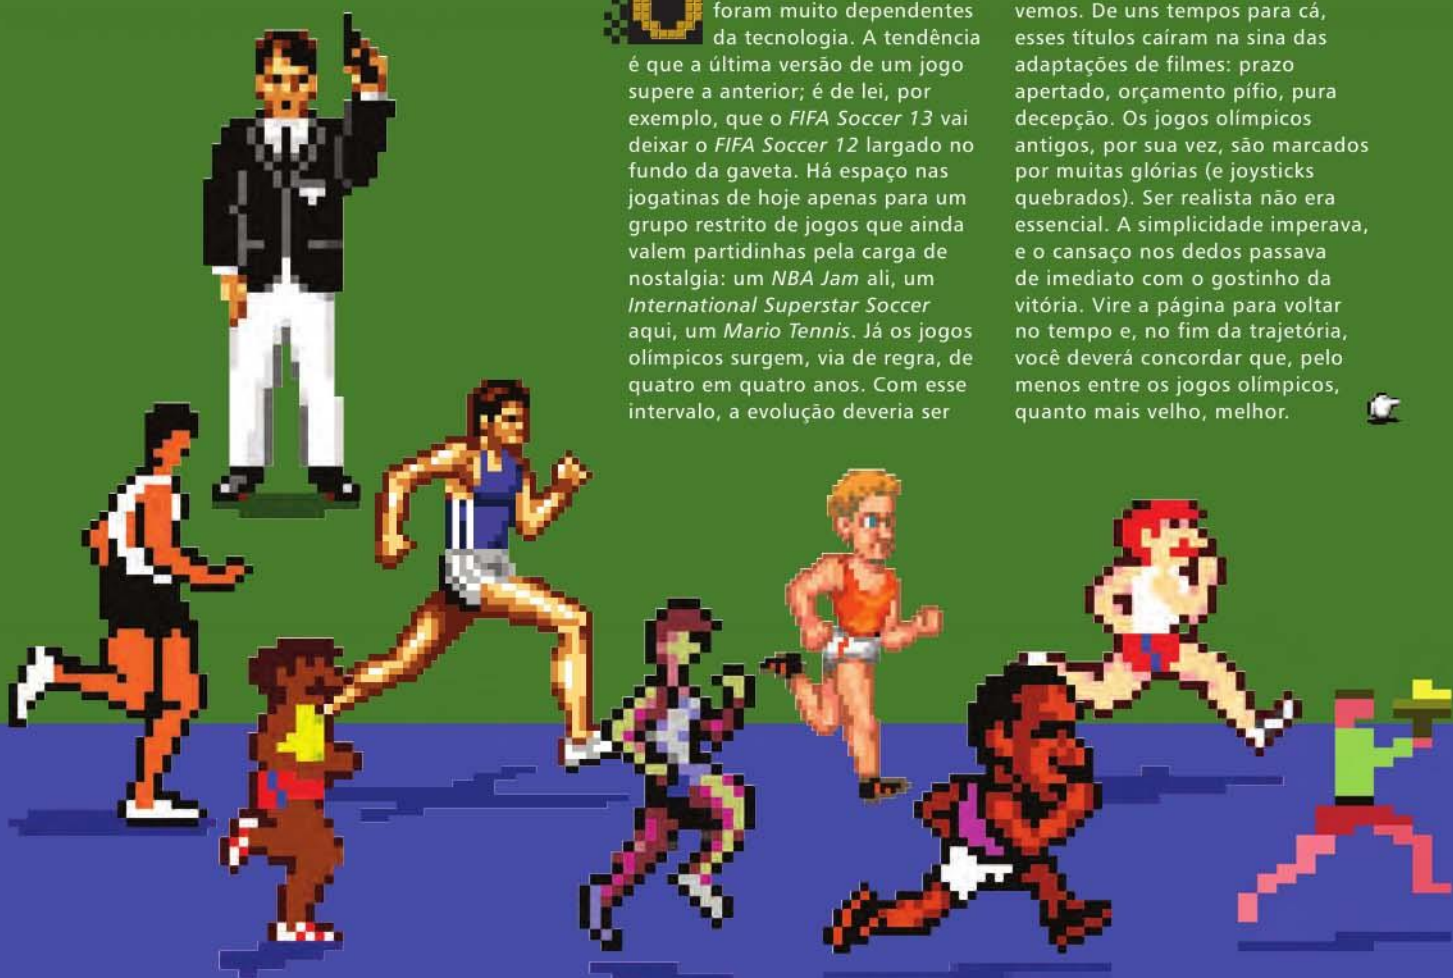 foram muito dependentes
da tecnologia. A tendência
é que a última versão de um jogo
supere a anterior; é de lei, por
exemplo, que o FIFA Soccer 13 vai
deixar o FIFA Soccer 12 largado no
fundo da gaveta. Há espaço nas
jogatinas de hoje apenas para um
grupo restrito de jogos que ainda
valem partidinhas pela carga de
nostalgia: um NBA Jam ali, um
International Superstar Soccer
aqui, um Mario Tennis. Já os jogos
olímpicos surgem, via de regra, de
quatro em quatro anos. Com esse
intervalo, a evolução deveria ser
vemos. De uns tempos para cá,
esses títulos caíram na sina das
adaptações de filmes: prazo
apertado, orçamento pífio, pura
decepção. Os jogos olímpicos
antigos, por sua vez, são marcados
por muitas glórias (e joysticks
quebrados). Ser realista não era
essencial. A simplicidade imperava,
e o cansaço nos dedos passava
de imediato com o gostinho da
vitória. Vire a página para voltar
no tempo e, no fim da trajetória,
você deverá concordar que, pelo
menos entre os jogos olímpicos,
quanto mais velho, melhor.